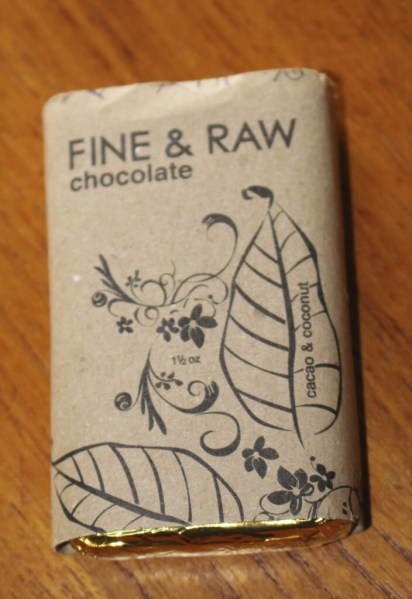 FINE & RAW
chocolate
cacao & coconut
1½ oz